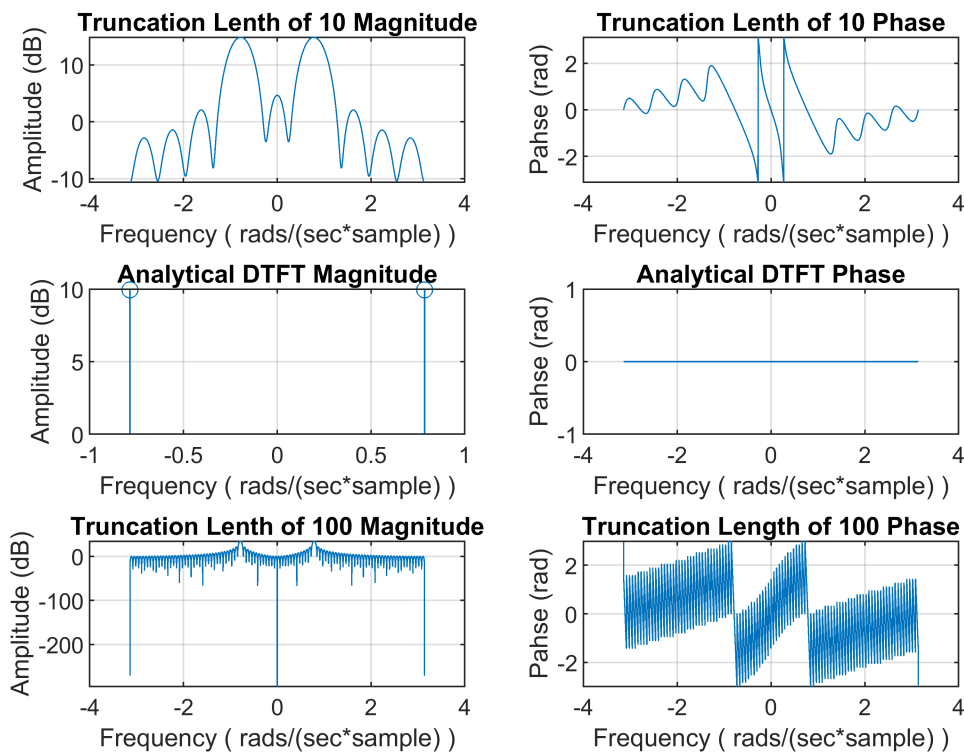 Truncation Lenth of 10 Magnitude
Amplitude (dB)
10
0
-10
-4 -2 0 2 4
Frequency ( rads/(sec*sample) )
Truncation Lenth of 10 Phase
Pahse (rad)
2
0
-2
-4 -2 0 2 4
Frequency ( rads/(sec*sample) )
Analytical DTFT Magnitude
Amplitude (dB)
10
5
0
-1 -0.5 0 0.5 1
Frequency ( rads/(sec*sample) )
Analytical DTFT Phase
Pahse (rad)
1
0
-1
-4 -2 0 2 4
Frequency ( rads/(sec*sample) )
Truncation Lenth of 100 Magnitude
Amplitude (dB)
0
-100
-200
-4 -2 0 2 4
Frequency ( rads/(sec*sample) )
Truncation Length of 100 Phase
Pahse (rad)
2
0
-2
-4 -2 0 2 4
Frequency ( rads/(sec*sample) )